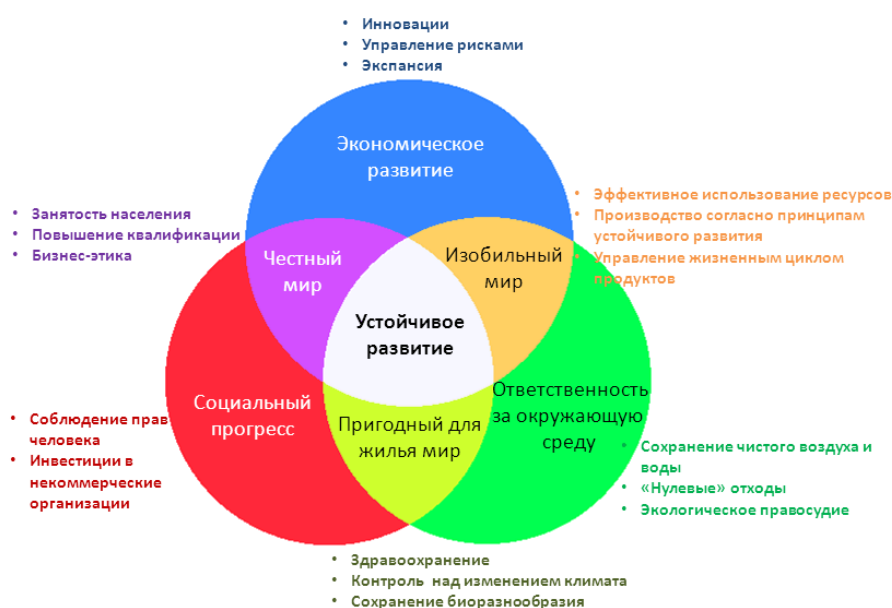 • Инновации
• Управление рисками
• Экспансия
Экономическое
развитие
• Занятость населения
• Повышение квалификации
• Бизнес-этика
• Эффективное использование ресурсов
• Производство согласно принципам
устойчивого развития
• Управление жизненным циклом
продуктов
Честный
мир
Изобильный
мир
Устойчивое
развитие
Социальный
прогресс
Пригодный для
жилья мир
Ответственность
за окружающую
среду
• Соблюдение прав
человека
• Инвестиции в
некоммерческие
организации
• Сохранение чистого воздуха и
воды
• «Нулевые» отходы
• Экологическое правосудие
• Здравоохранение
• Контроль над изменением климата
• Сохранение биоразнообразия